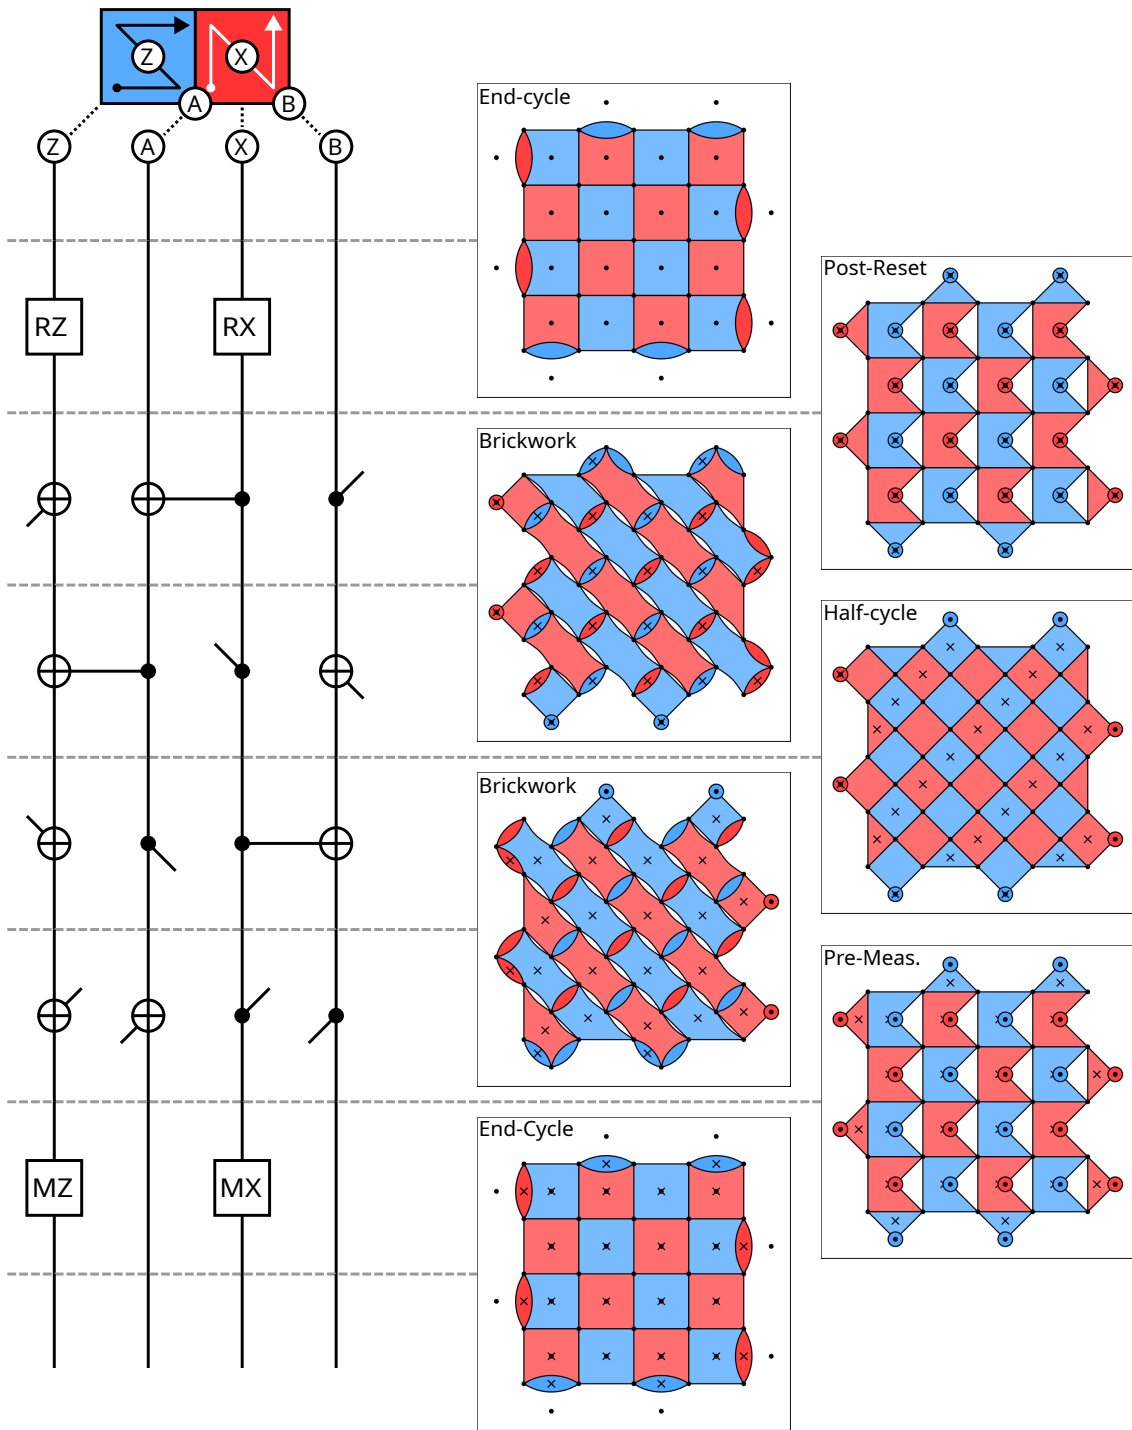 Z X
A B
Z A X B
End-cycle
Post-Reset
RZ RX
Brickwork
Half-cycle
Brickwork
Pre-Meas.
End-Cycle
MZ MX